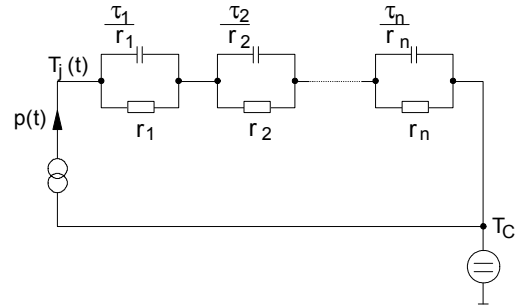 τ1 τ2 τn
r1 r2 rn
Tj(t)
r1 r2 rn
p(t)
TC